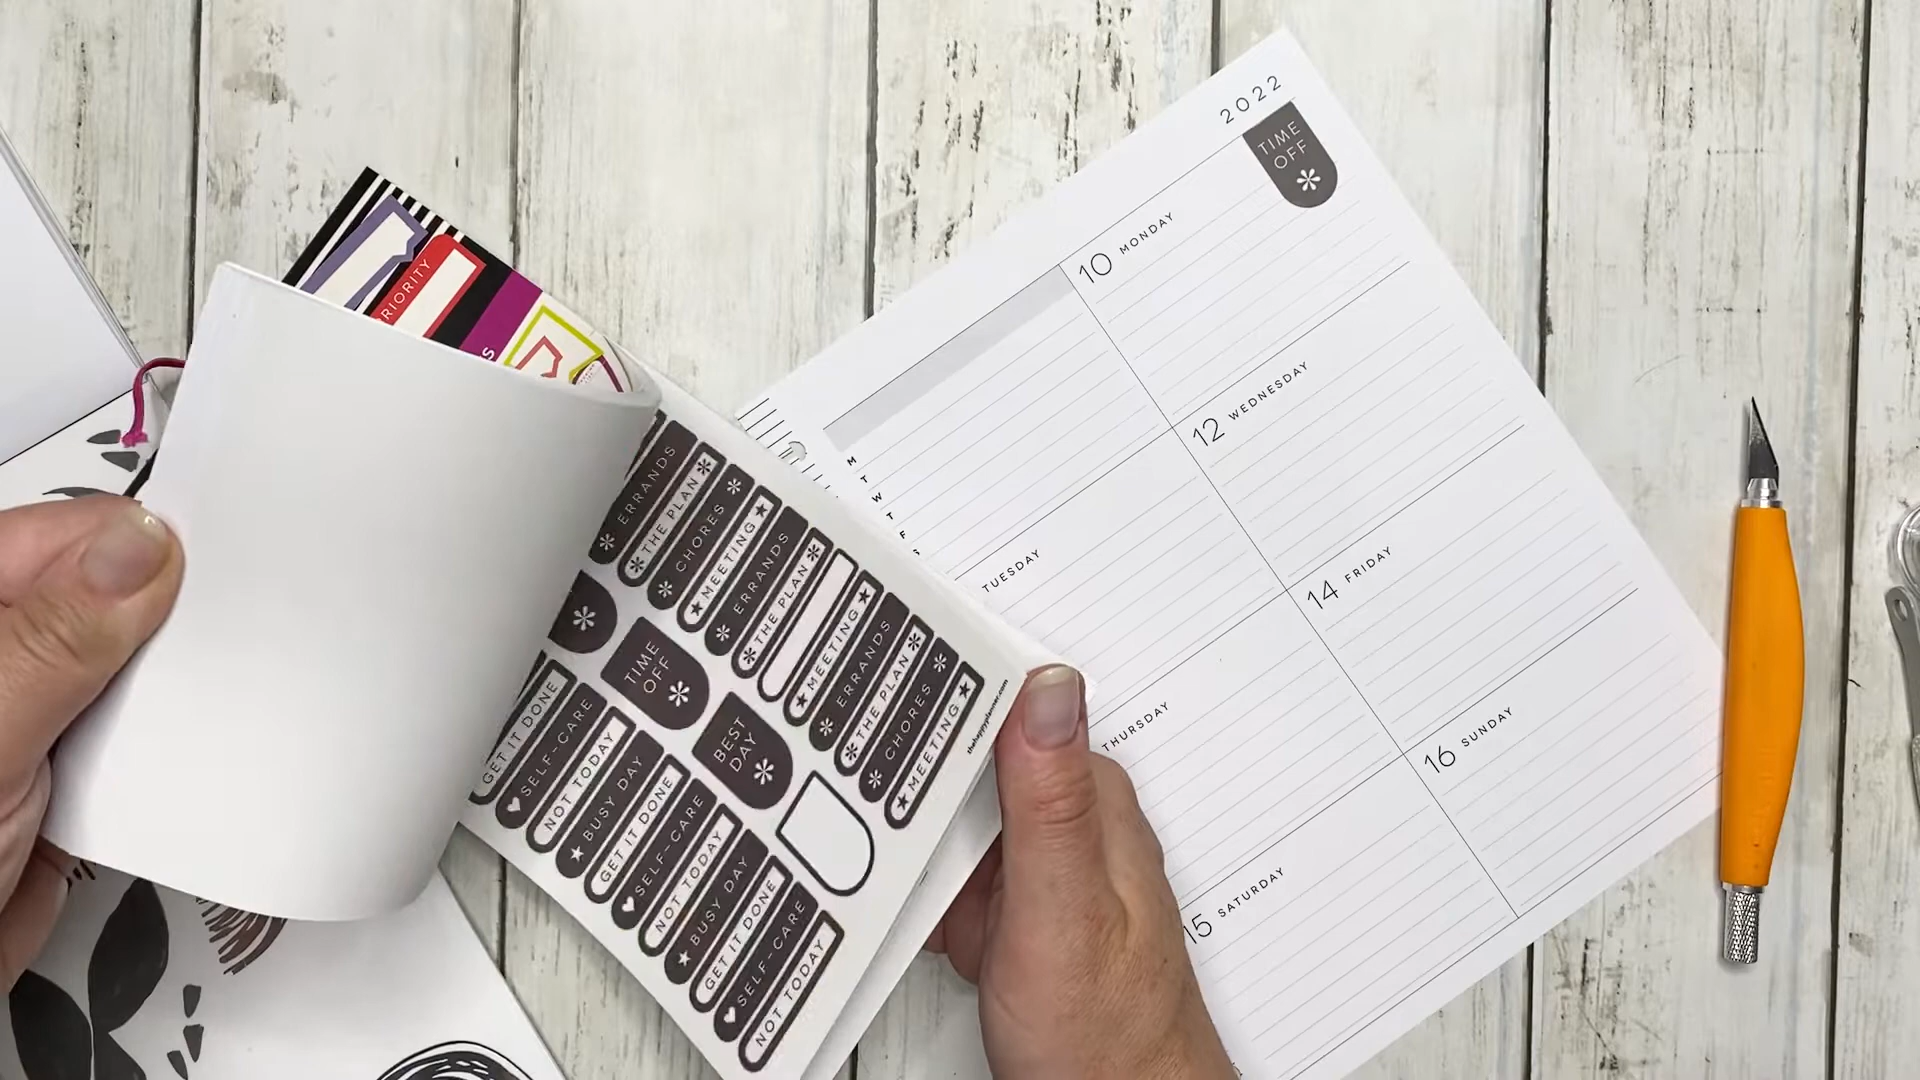 2022
TIME
OFF
10 MONDAY
12 WEDNESDAY
14 FRIDAY
16 SUNDAY
M
T
W
T
F
S
TUESDAY
THURSDAY
15 SATURDAY
RIORITY
S
ERRANDS
THE PLAN
CHORES
MEETING
ERRANDS
THE PLAN
MEETING
ERRANDS
THE PLAN
CHORES
MEETING
thehappyplanner.com
TIME
OFF
BEST
DAY
GET IT DONE
SELF-CARE
NOT TODAY
BUSY DAY
GET IT DONE
SELF-CARE
NOT TODAY
BUSY DAY
GET IT DONE
SELF-CARE
NOT TODAY